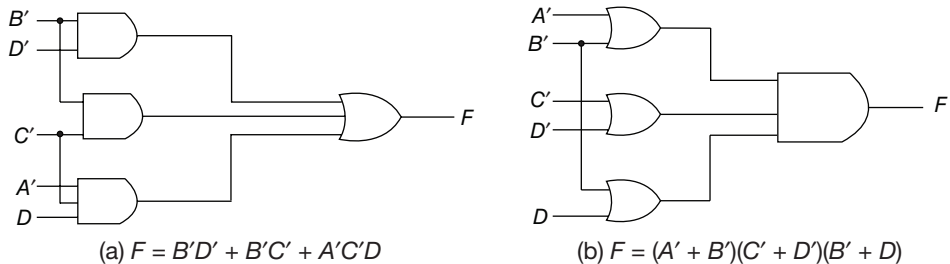 B′
D′
C′
A′
D
F
(a) F = B′D′ + B′C′ + A′C′D
A′
B′
C′
D′
D
F
(b) F = (A′ + B′)(C′ + D′)(B′ + D)